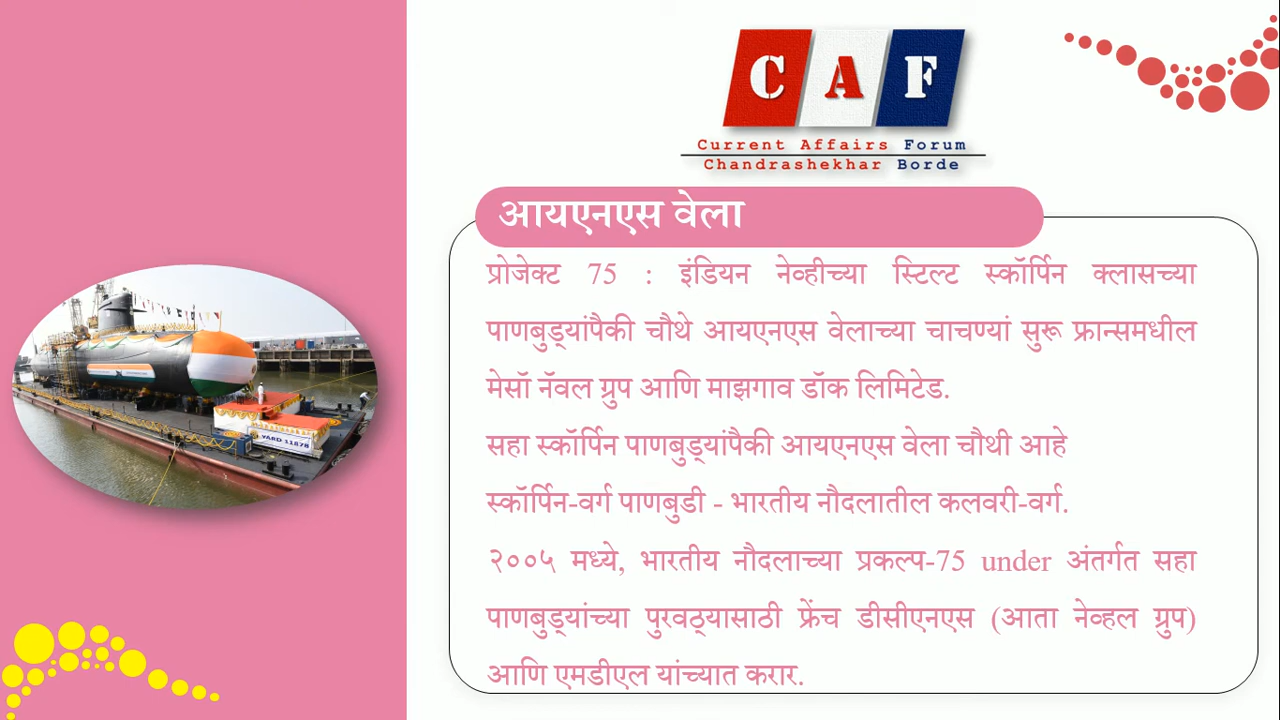 CAF
Current Affairs Forum
Chandrashekhar Borde
आयएनएस वेला
प्रोजेक्ट 75 : इंडियन नेव्हीच्या स्टिल्ट स्कॉर्पिन क्लासच्या
पाणबुड्यांपैकी चौथे आयएनएस वेलाच्या चाचण्यां सुरू फ्रान्समधील
मेसॉ नॅवल ग्रुप आणि माझगाव डॉक लिमिटेड.
सहा स्कॉर्पिन पाणबुड्यांपैकी आयएनएस वेला चौथी आहे
स्कॉर्पिन-वर्ग पाणबुडी - भारतीय नौदलातील कलवरी-वर्ग.
२००५ मध्ये, भारतीय नौदलाच्या प्रकल्प-75 under अंतर्गत सहा
पाणबुड्यांच्या पुरवठ्यासाठी फ्रेंच डीसीएनएस (आता नेव्हल ग्रुप)
आणि एमडीएल यांच्यात करार.
YARD 11878